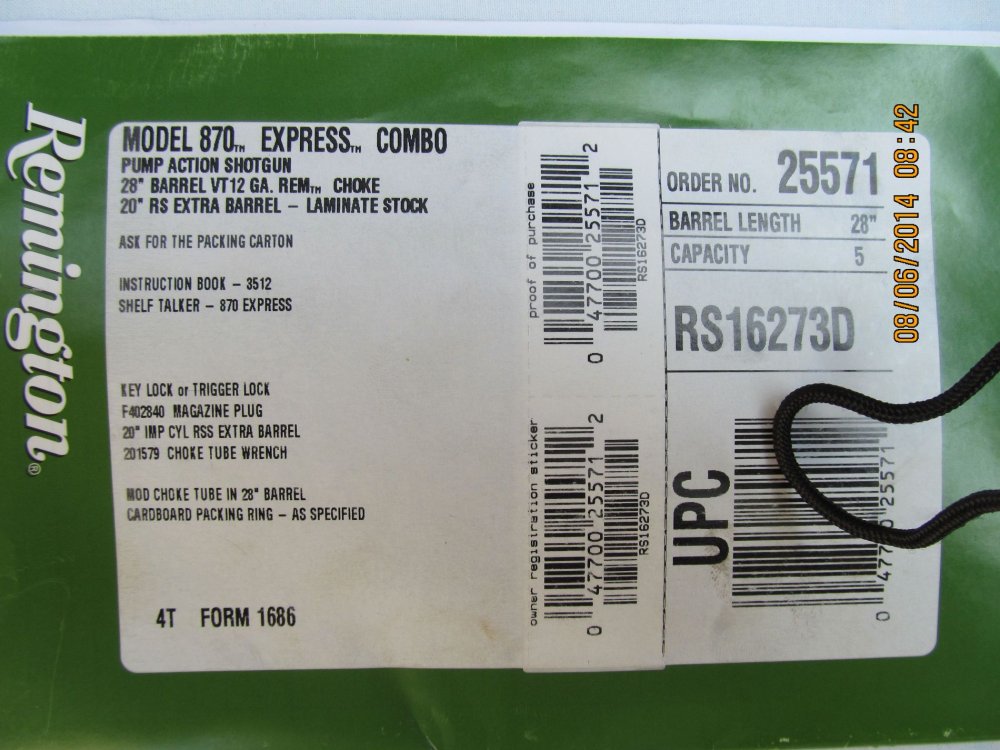 Remington®
MODEL 870™ EXPRESS™ COMBO
PUMP ACTION SHOTGUN
28" BARREL VT12 GA. REM™ CHOKE
20" RS EXTRA BARREL – LAMINATE STOCK
ASK FOR THE PACKING CARTON
INSTRUCTION BOOK – 3512
SHELF TALKER – 870 EXPRESS
KEY LOCK or TRIGGER LOCK
F402840 MAGAZINE PLUG
20" IMP CYL RSS EXTRA BARREL
201579 CHOKE TUBE WRENCH
MOD CHOKE TUBE IN 28" BARREL
CARDBOARD PACKING RING – AS SPECIFIED
4T FORM 1686
proof of purchase
0 47700 25571 2
RS16273D
owner registration sticker
0 47700 25571 2
RS16273D
ORDER NO. 25571
BARREL LENGTH 28"
CAPACITY 5
RS16273D
UPC
0 477 0 25571
08/06/2014 08:42